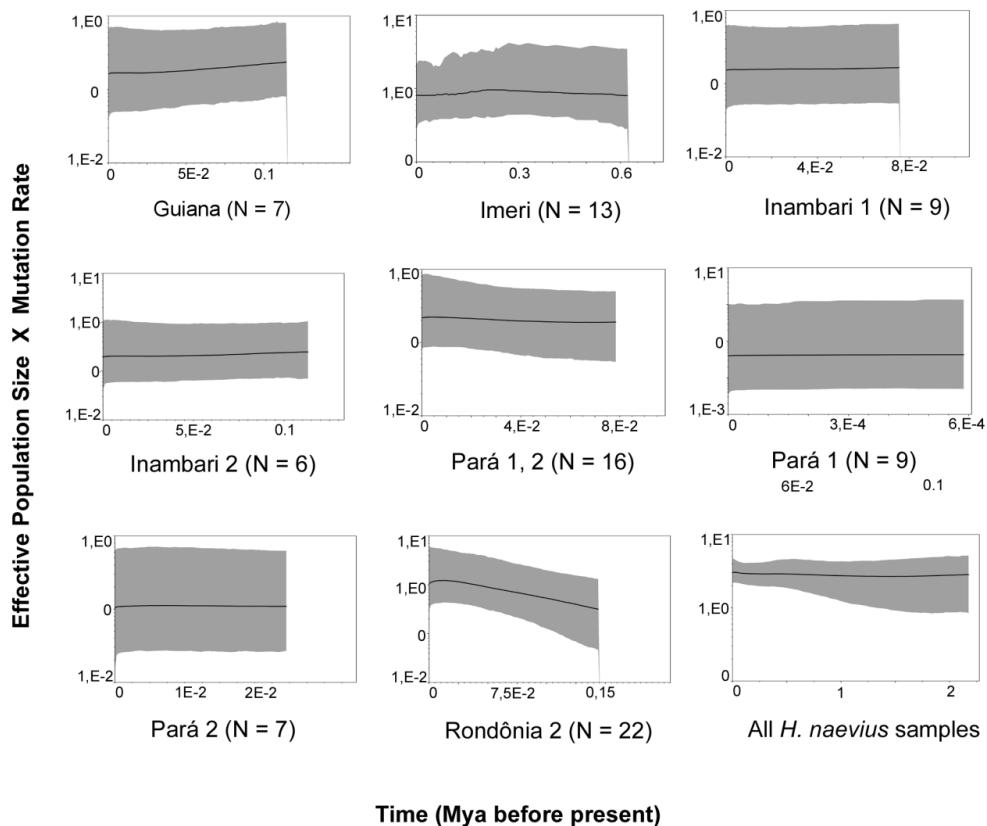 Effective Population Size X Mutation Rate
1,E0
0
1,E-2
0
5E-2
0.1
Guiana (N = 7)
1,E1
1,E0
0
0
0.3
0.6
Imeri (N = 13)
1,E0
0
1,E-2
0
4,E-2
8,E-2
Inambari 1 (N = 9)
1,E1
1,E0
0
1,E-2
0
5,E-2
0.1
Inambari 2 (N = 6)
1,E0
0
1,E-2
0
4,E-2
8,E-2
Pará 1, 2 (N = 16)
1,E0
0
1,E-3
0
3,E-4
6,E-4
Pará 1 (N = 9)
6E-2
0.1
1,E0
0
1,E-2
0
1E-2
2E-2
Pará 2 (N = 7)
1,E1
1,E0
0
1,E-2
0
7,5E-2
0,15
Rondônia 2 (N = 22)
1,E1
1,E0
0
0
1
2
All H. naevius samples
Time (Mya before present)